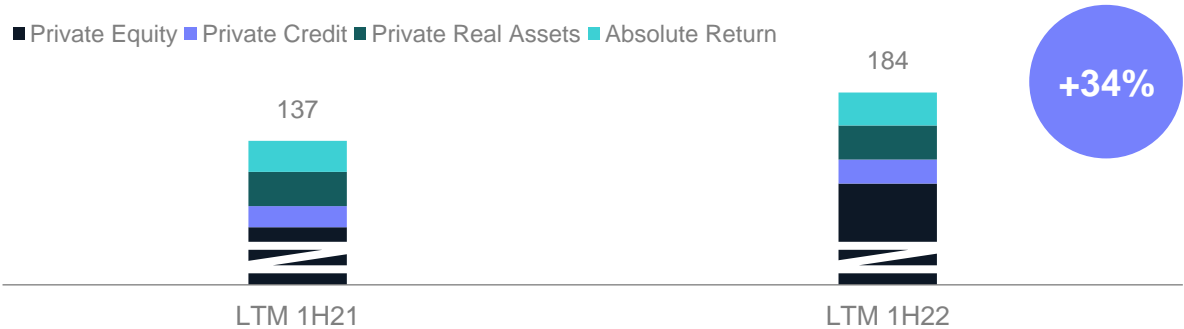 Private Equity Private Credit Private Real Assets Absolute Return
184
+34%
137
LTM 1H21
LTM 1H22